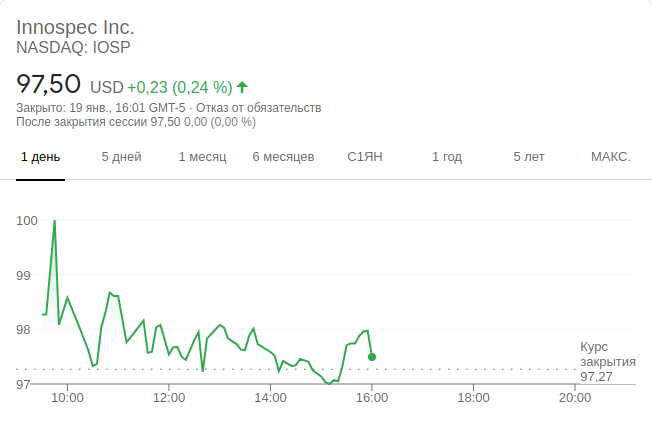 Innospec Inc.
NASDAQ: IOSP
97,50 USD +0,23 (0,24 %)
Закрыто: 19 янв., 16:01 GMT-5 · Отказ от обязательств
После закрытия сессии 97,50 0,00 (0,00 %)
1 день 5 дней 1 месяц 6 месяцев С1ЯН 1 год 5 лет МАКС.
100
99
98
97
Курс
закрытия
97,27
10:00 12:00 14:00 16:00 18:00 20:00